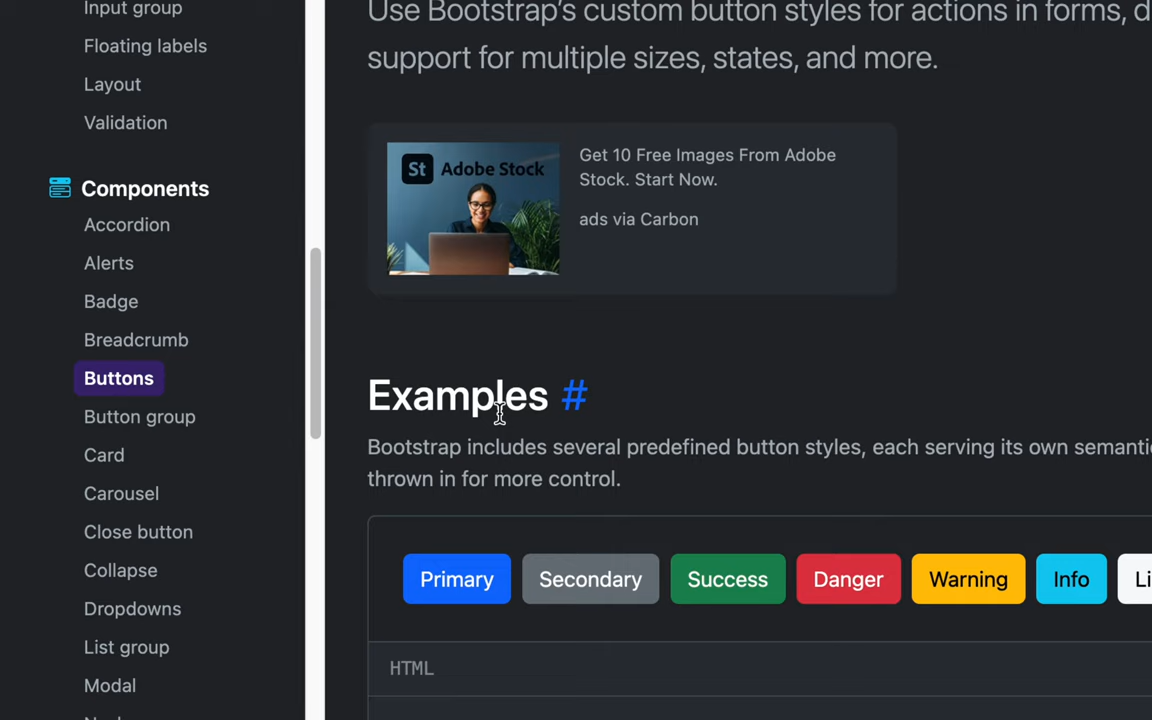 Input group
Floating labels
Layout
Validation
Components
Accordion
Alerts
Badge
Breadcrumb
Buttons
Button group
Card
Carousel
Close button
Collapse
Dropdowns
List group
Modal
Use Bootstrap's custom button styles for actions in forms, d
support for multiple sizes, states, and more.
St Adobe Stock
Get 10 Free Images From Adobe
Stock. Start Now.
ads via Carbon
Examples #
Bootstrap includes several predefined button styles, each serving its own semanti
thrown in for more control.
Primary Secondary Success Danger Warning Info Li
HTML